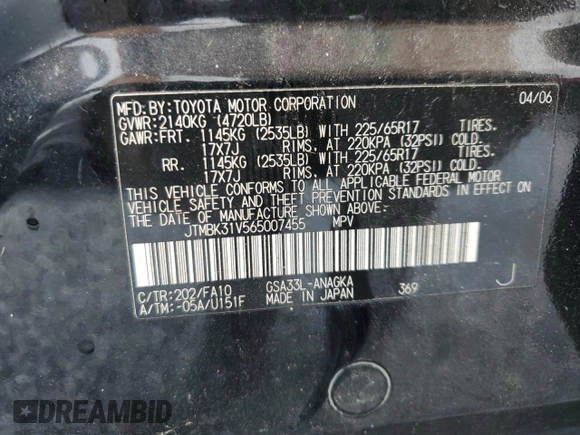 MFD. BY: TOYOTA MOTOR CORPORATION 04/06
GVWR: 2140KG (4720LB)
GAWR: FRT. 1145KG (2535LB) WITH 225/65R17 TIRES.
17X7J RIMS, AT 220KPA (32PSI) COLD.
RR. 1145KG (2535LB) WITH 225/65R17 TIRES.
17X7J RIMS, AT 220KPA (32PSI) COLD.
THIS VEHICLE CONFORMS TO ALL APPLICABLE FEDERAL MOTOR
VEHICLE SAFETY AND THEFT PREVENTION STANDARDS IN EFFECT ON
THE DATE OF MANUFACTURE SHOWN ABOVE.
JTMBK31V565007455 MPV
C/TR: 202/FA10 GSA33L-ANAGKA 369 J
A/TM: -05A/U151F MADE IN JAPAN
DREAMBID